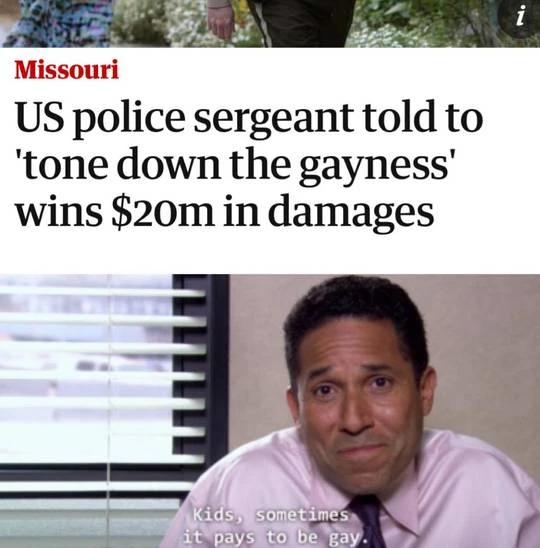 i
Missouri
US police sergeant told to
'tone down the gayness'
wins $20m in damages
Kids, sometimes
it pays to be gay.